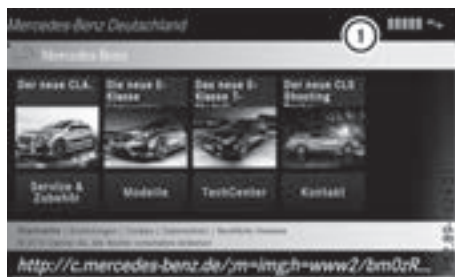 Mercedes-Benz Deutschland
1
Mercedes-Benz
Der neue CLA.
Die neue E-
Klasse
Das neue E-
Klasse T-
Der neue CLS
Shooting
Service &
Zubehör
Modelle
TechCenter
Kontakt
http://c.mercedes-benz.de/;m=img;h=www2/bm0zR...